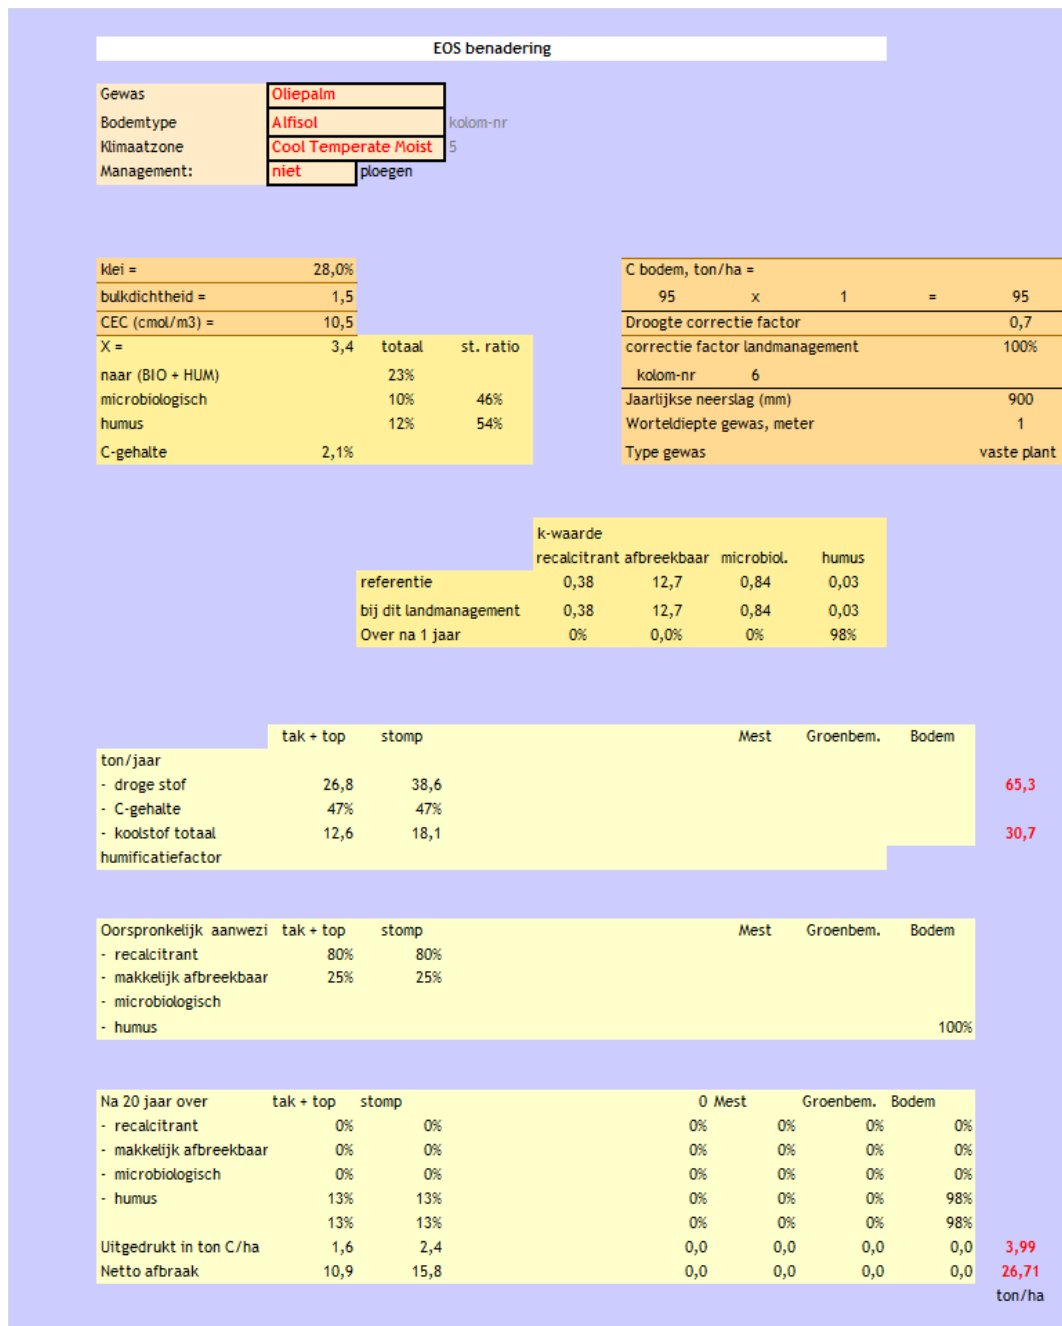 EOS benadering
Gewas Oliepalm
Bodemtype Alfisol kolom-nr
Klimaatzone Cool Temperate Moist 5
Management: niet ploegen
klei = 28,0% C bodem, ton/ha =
bulkdichtheid = 1,5 95 x 1 = 95
CEC (cmol/m3) = 10,5 Droogte correctie factor 0,7
X = 3,4 totaal st. ratio correctie factor landmanagement 100%
naar (BIO + HUM) 23% kolom-nr 6
microbiologisch 10% 46% Jaarlijkse neerslag (mm) 900
humus 12% 54% Worteldiepte gewas, meter 1
C-gehalte 2,1% Type gewas vaste plant
k-waarde
recalcitrant afbreekbaar microbiol. humus
referentie 0,38 12,7 0,84 0,03
bij dit landmanagement 0,38 12,7 0,84 0,03
Over na 1 jaar 0% 0,0% 0% 98%
tak + top stomp Mest Groenbem. Bodem
ton/jaar
- droge stof 26,8 38,6 65,3
- C-gehalte 47% 47%
- koolstof totaal 12,6 18,1 30,7
humificatiefactor
Oorspronkelijk aanwezi tak + top stomp Mest Groenbem. Bodem
- recalcitrant 80% 80%
- makkelijk afbreekbaar 25% 25%
- microbiologisch
- humus 100%
Na 20 jaar over tak + top stomp 0 Mest Groenbem. Bodem
- recalcitrant 0% 0% 0% 0% 0% 0%
- makkelijk afbreekbaar 0% 0% 0% 0% 0% 0%
- microbiologisch 0% 0% 0% 0% 0% 0%
- humus 13% 13% 0% 0% 0% 98%
13% 13% 0% 0% 0% 98%
Uitgedrukt in ton C/ha 1,6 2,4 0,0 0,0 0,0 0,0 3,99
Netto afbraak 10,9 15,8 0,0 0,0 0,0 0,0 26,71
ton/ha